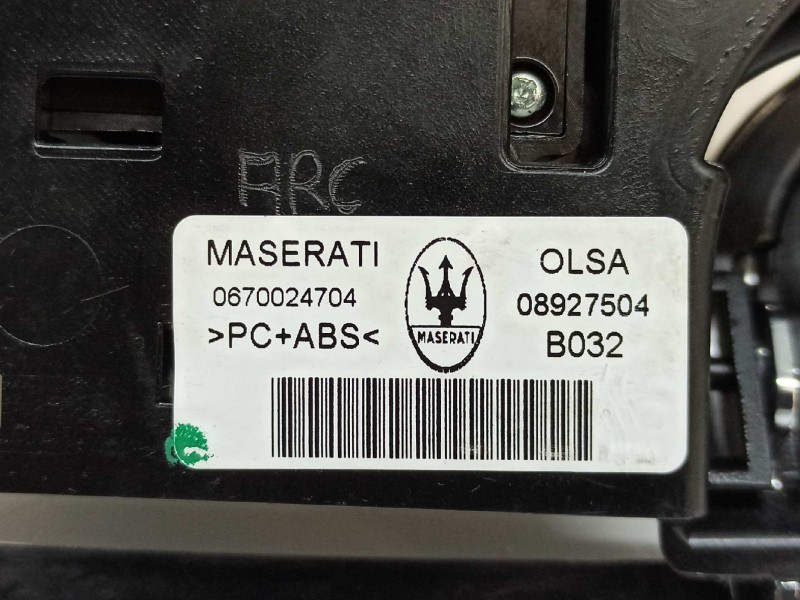 ARC
MASERATI
0670024704
>PC+ABS<
MASERATI
OLSA
08927504
B032